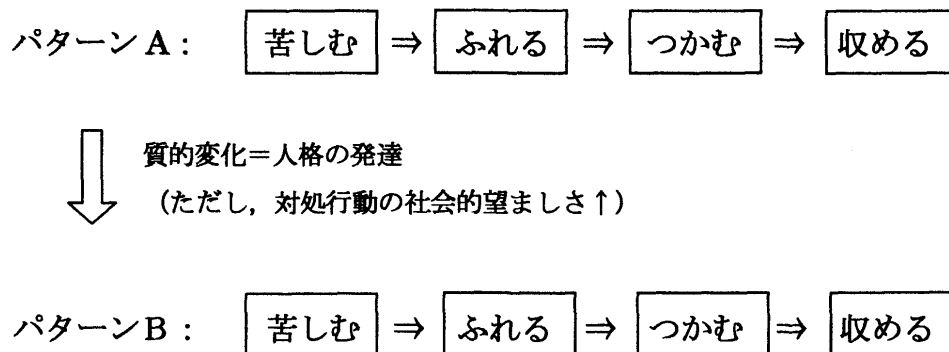 パターンA： 苦しむ ⇒ ふれる ⇒ つかむ ⇒ 収める
質的変化＝人格の発達
（ただし，対処行動の社会的望ましさ↑）
パターンB： 苦しむ ⇒ ふれる ⇒ つかむ ⇒ 収める